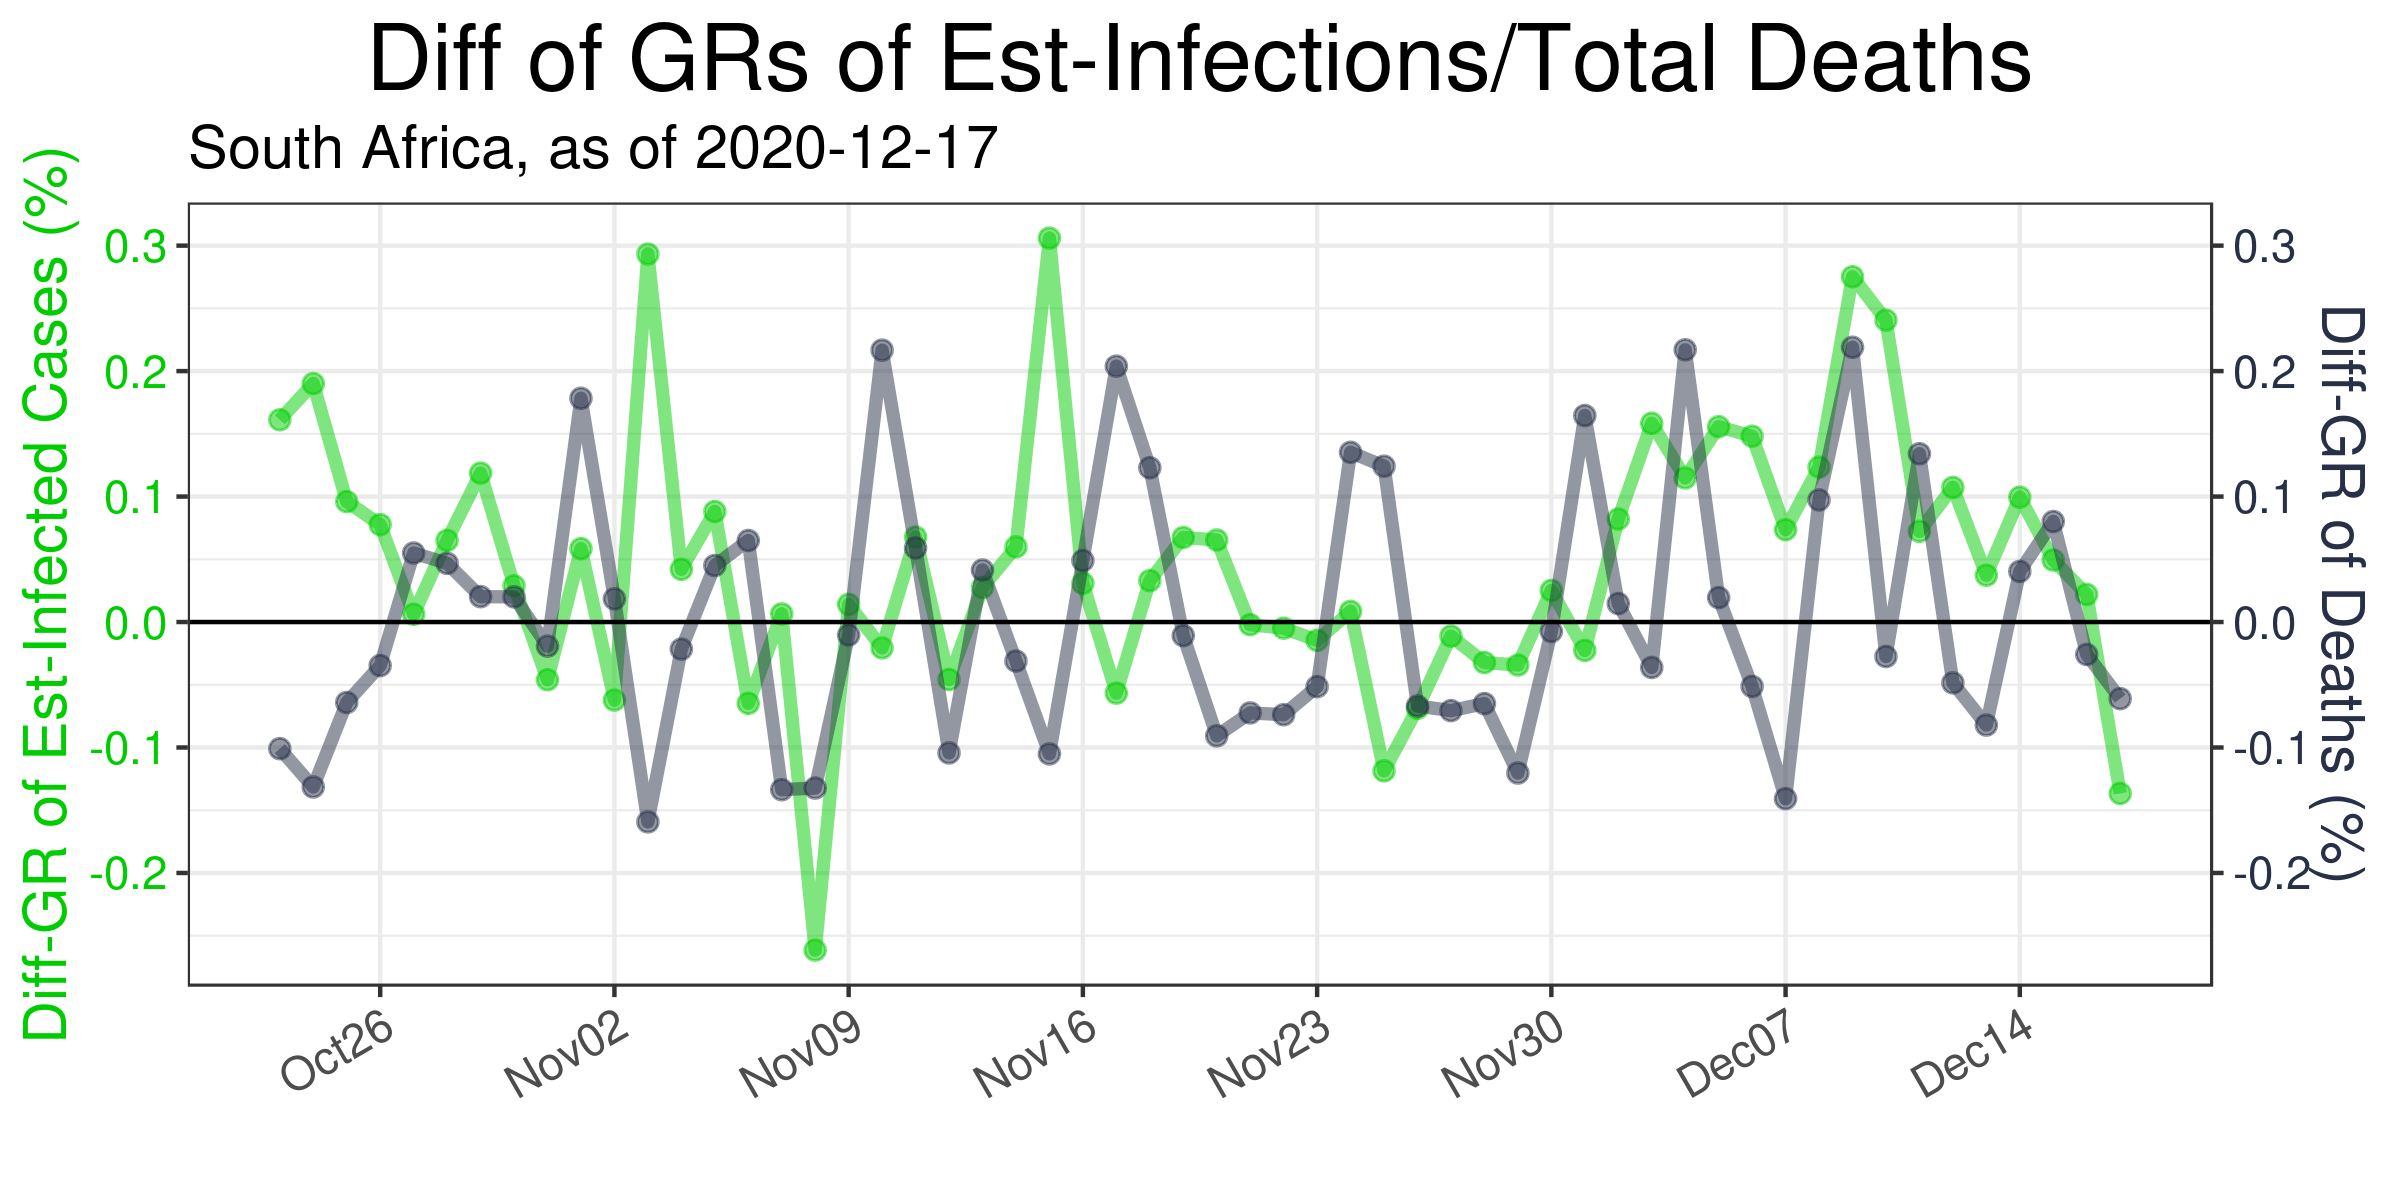 Diff of GRs of Est-Infections/Total Deaths
South Africa, as of 2020-12-17
Diff-GR of Est-Infected Cases (%)
0.3
0.2
0.1
0.0
-0.1
-0.2
0.3
0.2
0.1
0.0
-0.1
-0.2
Diff-GR of Deaths (%)
Oct26
Nov02
Nov09
Nov16
Nov23
Nov30
Dec07
Dec14